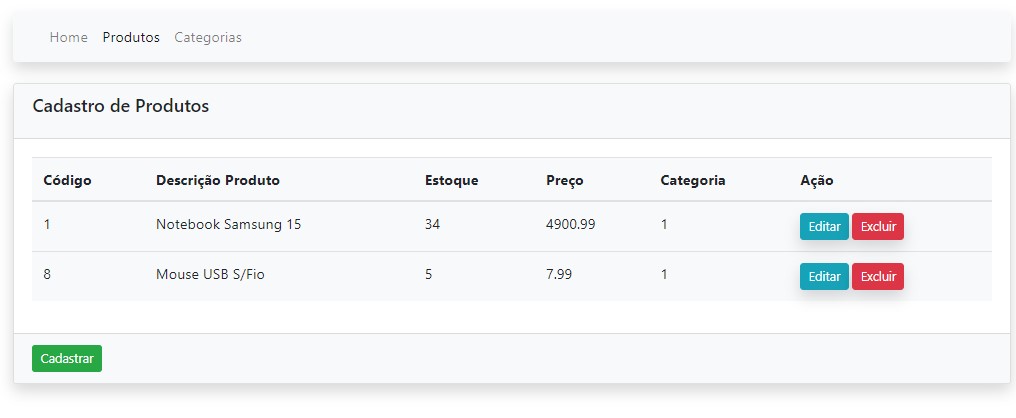 Home Produtos Categorias
Cadastro de Produtos
Código Descrição Produto Estoque Preço Categoria Ação
1 Notebook Samsung 15 34 4900.99 1 Editar Excluir
8 Mouse USB S/Fio 5 7.99 1 Editar Excluir
Cadastrar